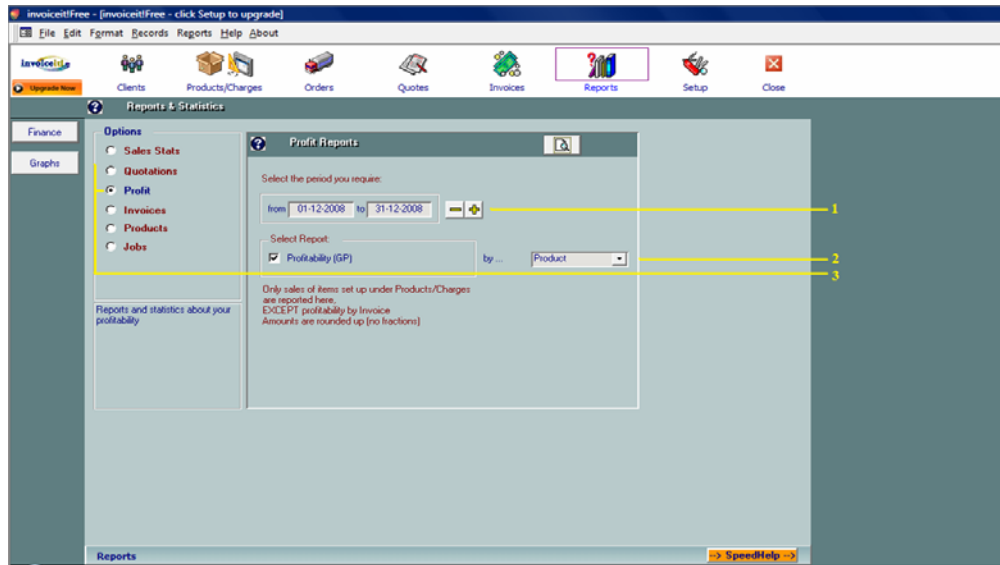 invoiceit!Free - [invoiceit!Free - click Setup to upgrade]
File Edit Format Records Reports Help About
invoiceit!
Upgrade Now
Clients Products/Charges Orders Quotes Invoices Reports Setup Close
Reports & Statistics
Finance
Graphs
Options
Sales Stats
Quotations
Profit
Invoices
Products
Jobs
Reports and statistics about your
profitability
Profit Reports
Select the period you require:
from 01-12-2008 to 31-12-2008
1
Select Report:
Profitability (GP) by ... Product
2
3
Only sales of items set up under Products/Charges
are reported here,
EXCEPT profitability by Invoice
Amounts are rounded up (no fractions)
Reports
--> SpeedHelp -->